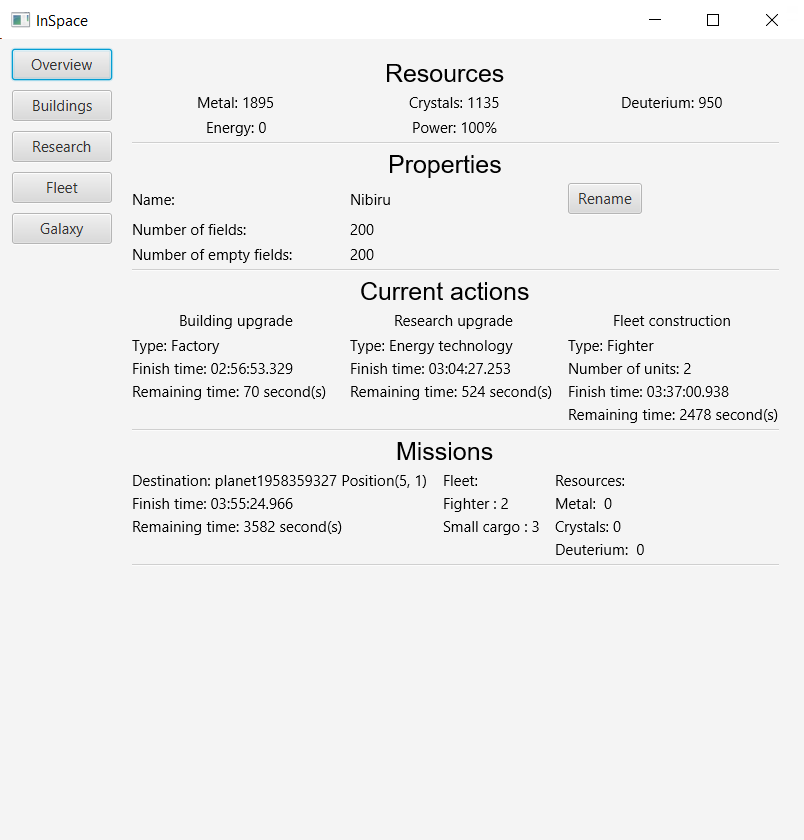 InSpace
Overview
Buildings
Research
Fleet
Galaxy
Resources
Metal: 1895 Crystals: 1135 Deuterium: 950
Energy: 0 Power: 100%
Properties
Name: Nibiru Rename
Number of fields: 200
Number of empty fields: 200
Current actions
Building upgrade Research upgrade Fleet construction
Type: Factory Type: Energy technology Type: Fighter
Finish time: 02:56:53.329 Finish time: 03:04:27.253 Number of units: 2
Remaining time: 70 second(s) Remaining time: 524 second(s) Finish time: 03:37:00.938
Remaining time: 2478 second(s)
Missions
Destination: planet1958359327 Position(5, 1) Fleet: Resources:
Finish time: 03:55:24.966 Fighter : 2 Metal:  0
Remaining time: 3582 second(s) Small cargo : 3 Crystals: 0
Deuterium:  0